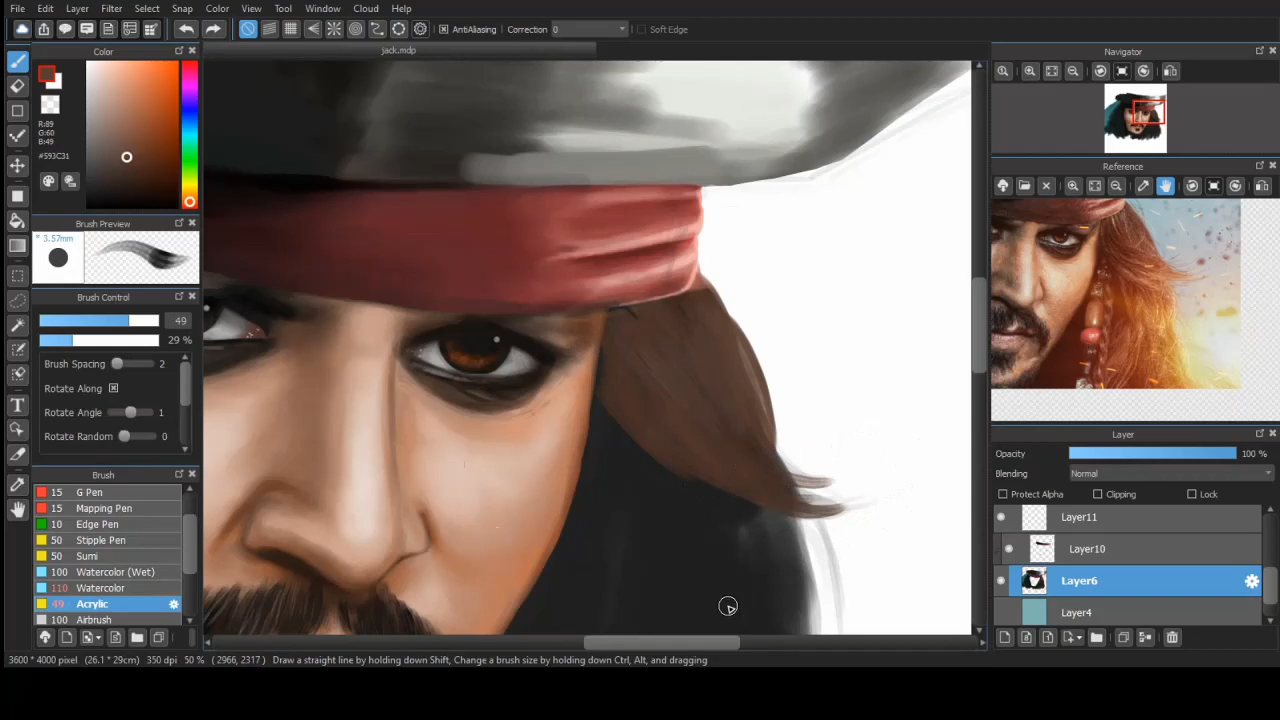 File Edit Layer Filter Select Snap Color View Tool Window Cloud Help
AntiAliasing Correction 0 Soft Edge
Color
jack.mdp
Navigator
R:89
G:60
B:49
#593C31
Reference
Brush Preview
* 3.57mm
Brush Control
49
29 %
Brush Spacing 2
Rotate Along
Rotate Angle 1
Rotate Random 0
Brush
15 G Pen
15 Mapping Pen
10 Edge Pen
50 Stipple Pen
50 Sumi
100 Watercolor (Wet)
110 Watercolor
49 Acrylic
100 Airbrush
Layer
Opacity 100 %
Blending Normal
Protect Alpha Clipping Lock
Layer11
Layer10
Layer6
Layer4
3600 * 4000 pixel (26.1 * 29cm) 350 dpi 50 % ( 2966, 2317 ) Draw a straight line by holding down Shift, Change a brush size by holding down Ctrl, Alt, and dragging